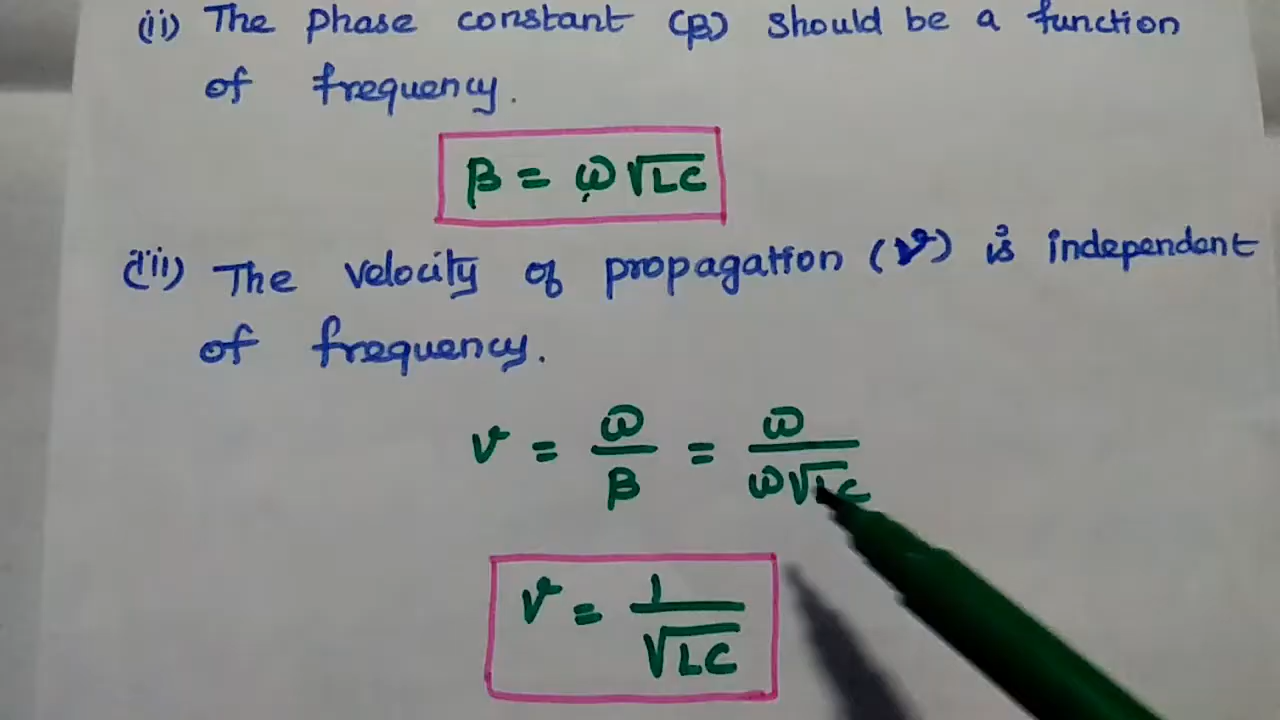 (ii) The phase constant (β) should be a function
of frequency.
β = ω√LC
(iii) The velocity of propagation (v) is independent
of frequency.
v = ω/β = ω/ω√LC
v = 1/√LC